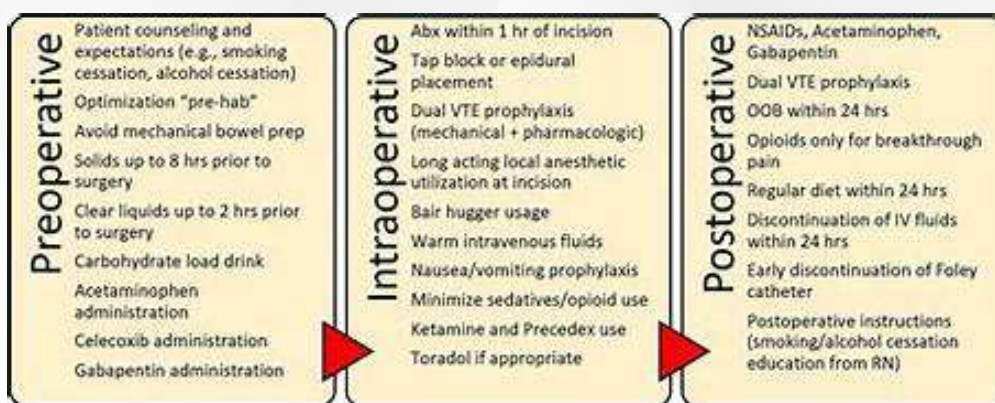 Preoperative
Patient counseling and
expectations (e.g., smoking
cessation, alcohol cessation)
Optimization "pre-hab"
Avoid mechanical bowel prep
Solids up to 8 hrs prior to
surgery
Clear liquids up to 2 hrs prior
to surgery
Carbohydrate load drink
Acetaminophen
administration
Celecoxib administration
Gabapentin administration
Intraoperative
Abx within 1 hr of incision
Tap block or epidural
placement
Dual VTE prophylaxis
(mechanical + pharmacologic)
Long acting local anesthetic
utilization at incision
Bair hugger usage
Warm intravenous fluids
Nausea/vomiting prophylaxis
Minimize sedatives/opioid use
Ketamine and Precedex use
Toradol if appropriate
Postoperative
NSAIDs, Acetaminophen,
Gabapentin
Dual VTE prophylaxis
OOB within 24 hrs
Opioids only for breakthrough
pain
Regular diet within 24 hrs
Discontinuation of IV fluids
within 24 hrs
Early discontinuation of Foley
catheter
Postoperative instructions
(smoking/alcohol cessation
education from RN)